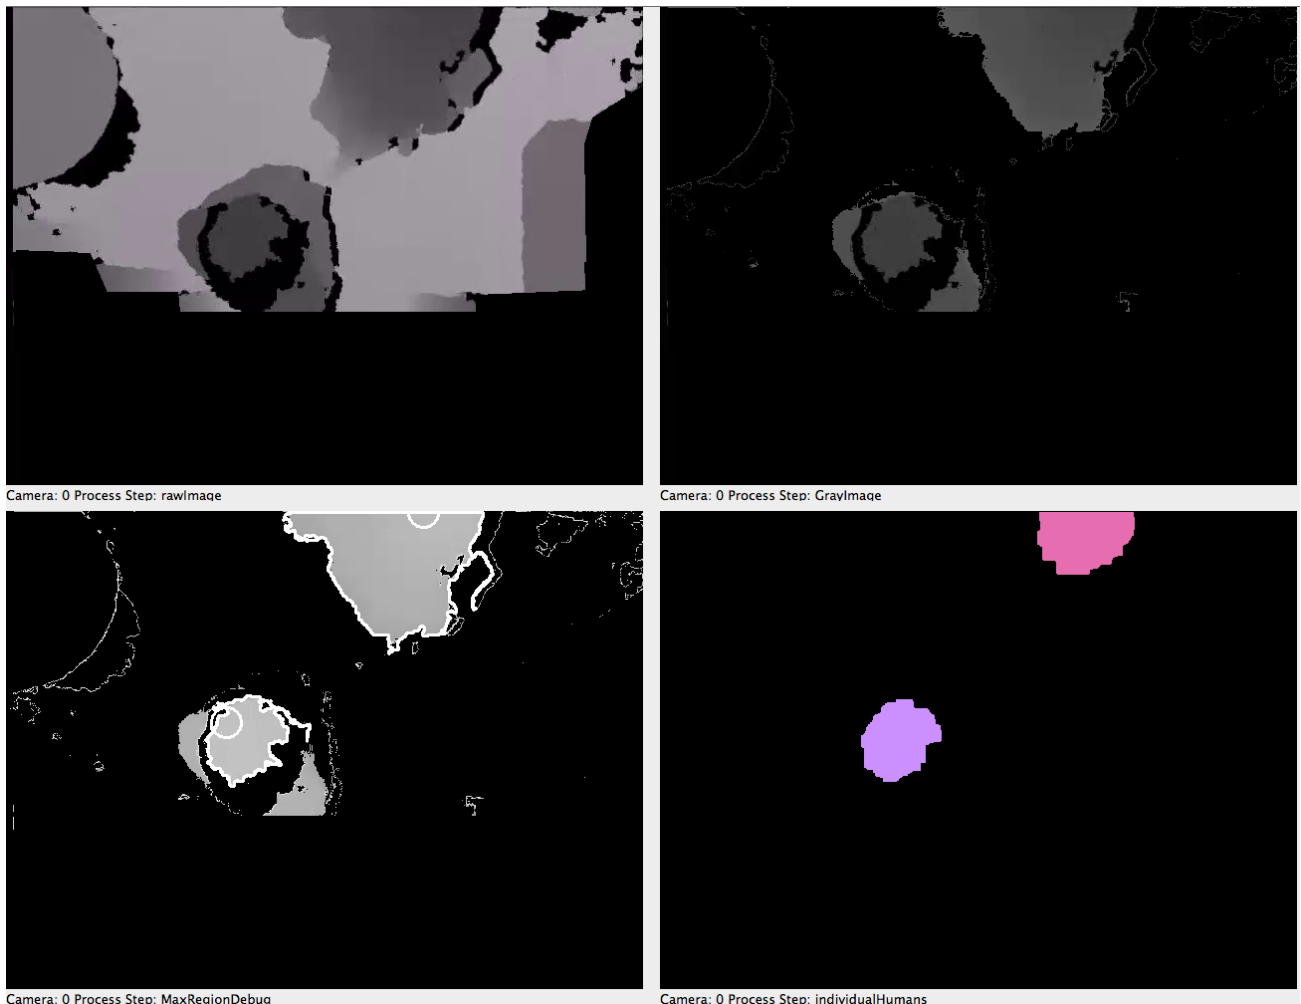 Camera: 0 Process Step: rawImage
Camera: 0 Process Step: GrayImage
Camera: 0 Process Step: MaxRegionDebug
Camera: 0 Process Step: individualHumans